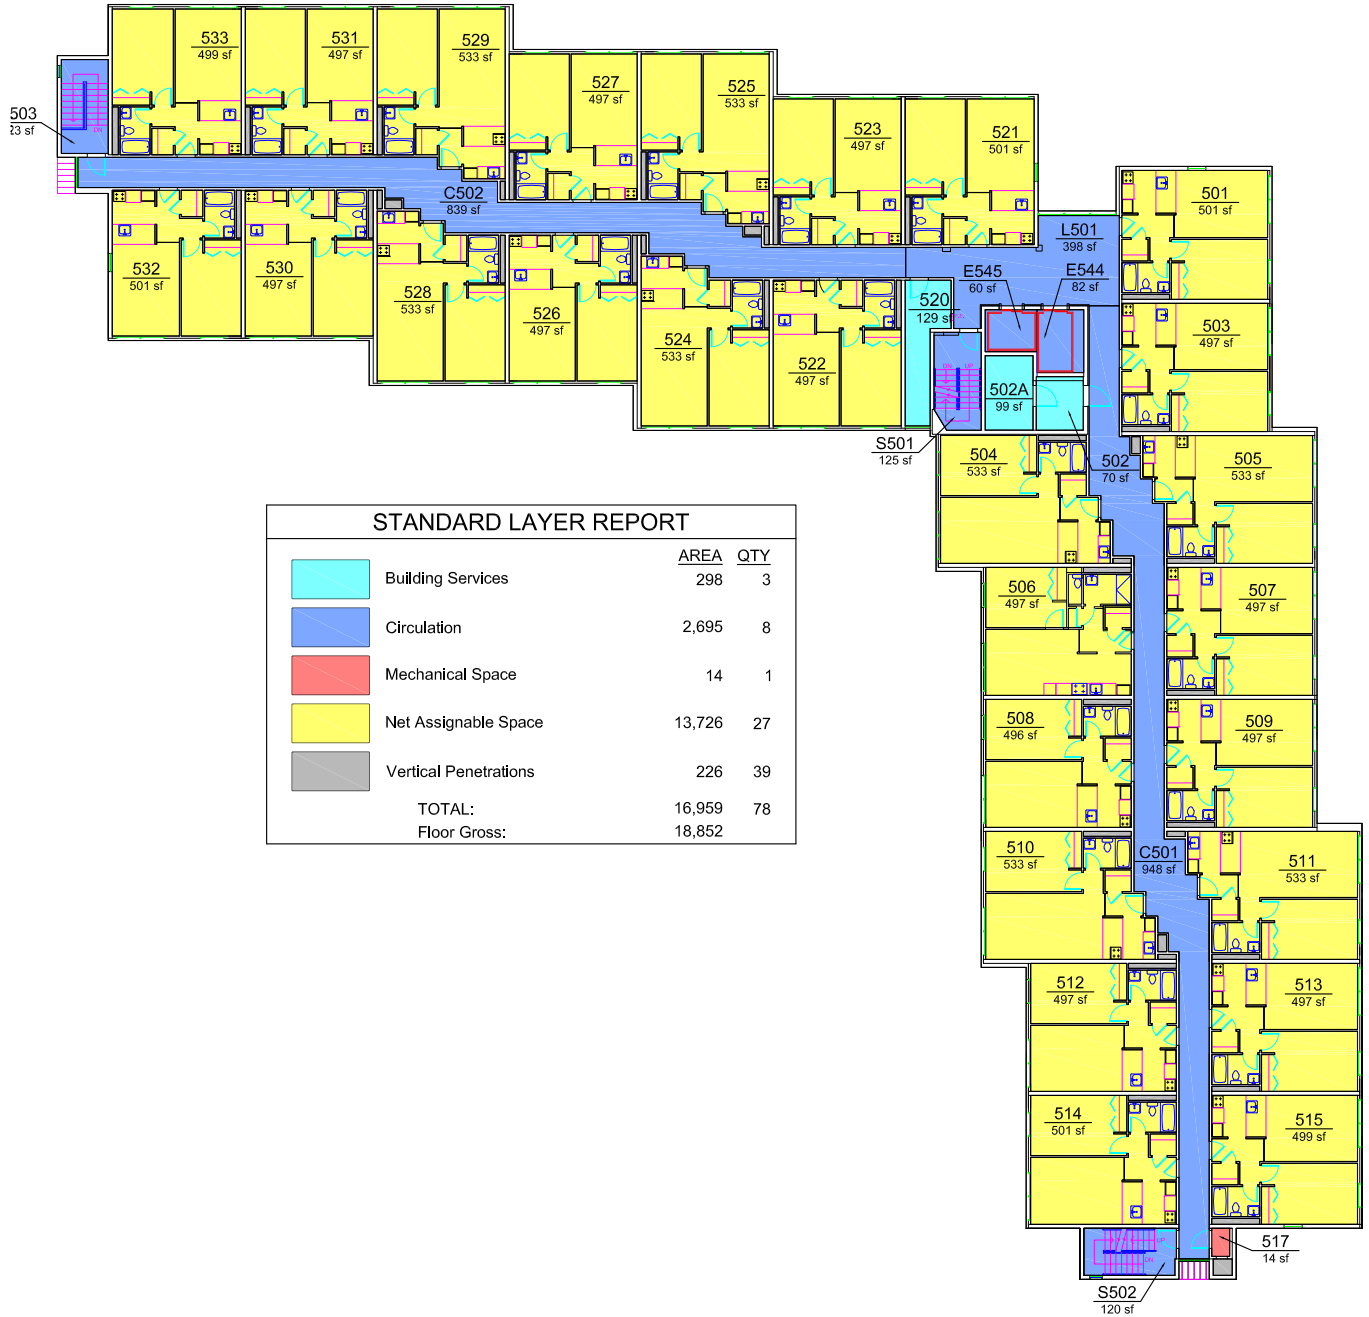 533
499 sf
531
497 sf
529
533 sf
527
497 sf
525
533 sf
523
497 sf
521
501 sf
503
23 sf
DN
C502
839 sf
501
501 sf
L501
398 sf
E545
60 sf
E544
82 sf
532
501 sf
530
497 sf
528
533 sf
526
497 sf
524
533 sf
522
497 sf
520
129 sf
503
497 sf
DN UP
502A
99 sf
S501
125 sf
504
533 sf
502
70 sf
505
533 sf
STANDARD LAYER REPORT
AREA QTY
Building Services 298 3
Circulation 2,695 8
Mechanical Space 14 1
Net Assignable Space 13,726 27
Vertical Penetrations 226 39
TOTAL: 16,959 78
Floor Gross: 18,852
506
497 sf
507
497 sf
508
496 sf
509
497 sf
510
533 sf
C501
948 sf
511
533 sf
512
497 sf
513
497 sf
514
501 sf
515
499 sf
UP
DN
517
14 sf
S502
120 sf